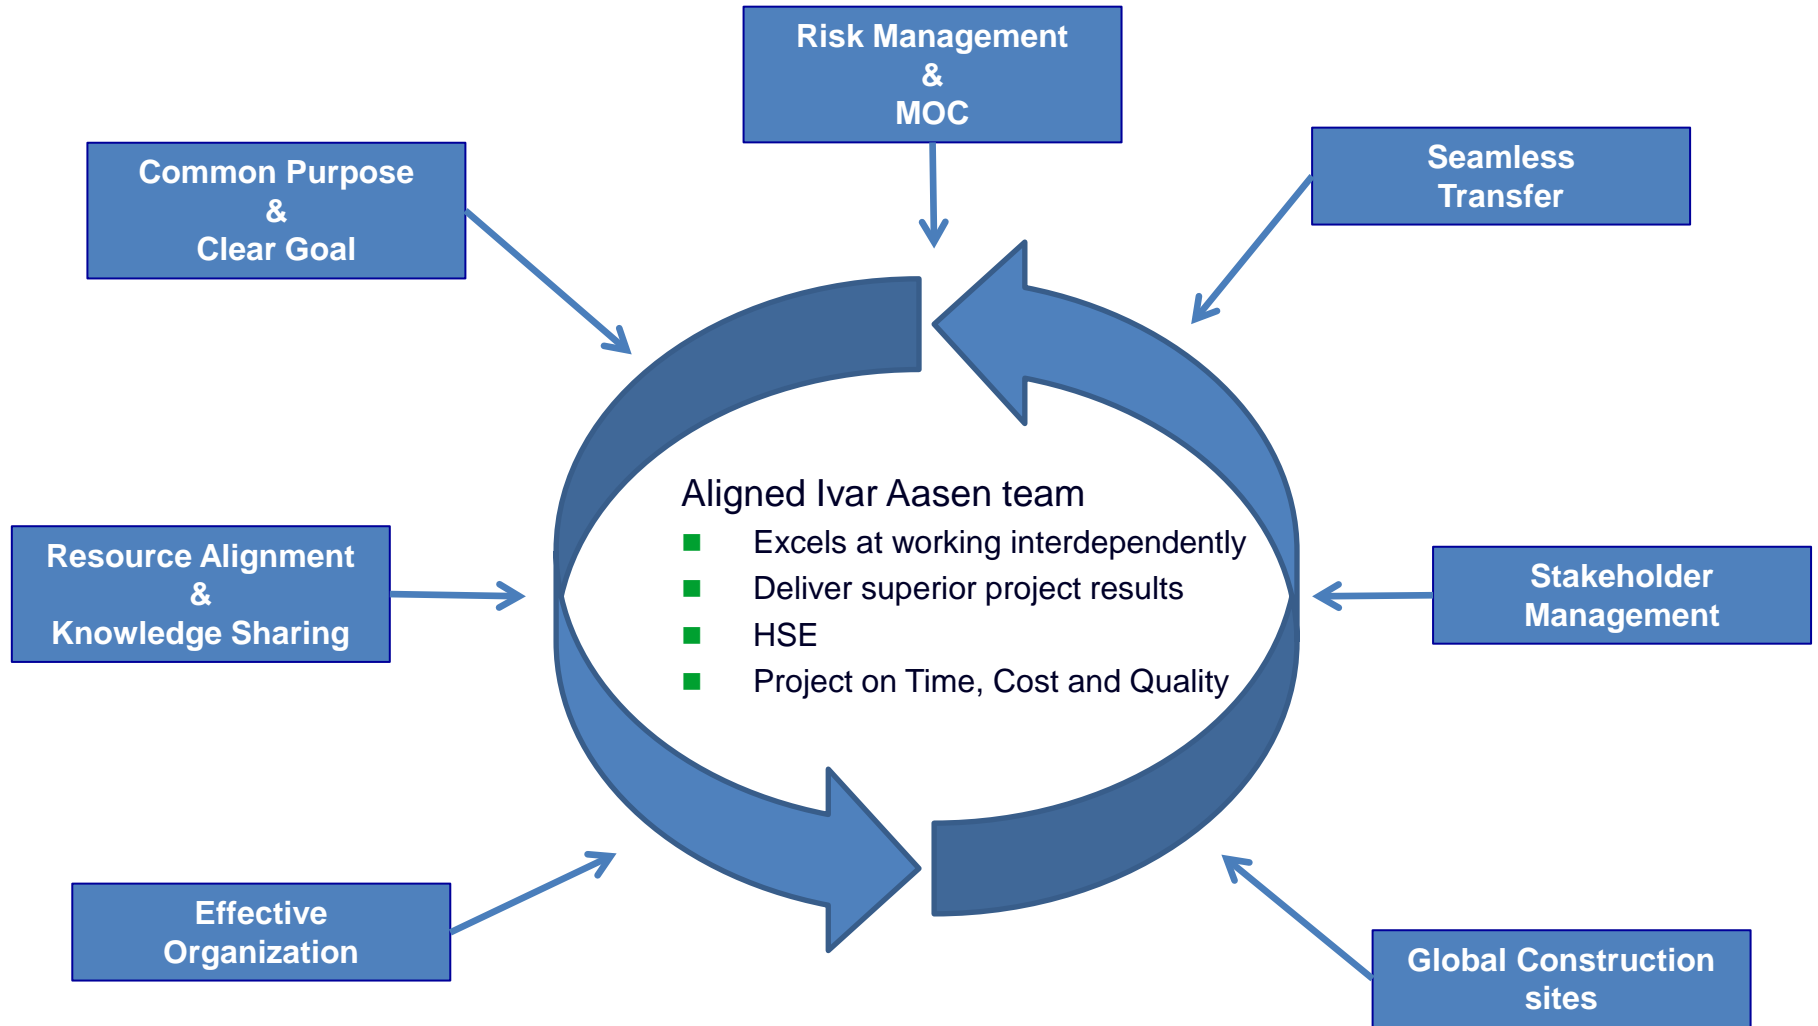 Risk Management
&
MOC
Common Purpose
&
Clear Goal
Seamless
Transfer
Aligned Ivar Aasen team
Excels at working interdependently
Deliver superior project results
HSE
Project on Time, Cost and Quality
Resource Alignment
&
Knowledge Sharing
Stakeholder
Management
Effective
Organization
Global Construction
sites